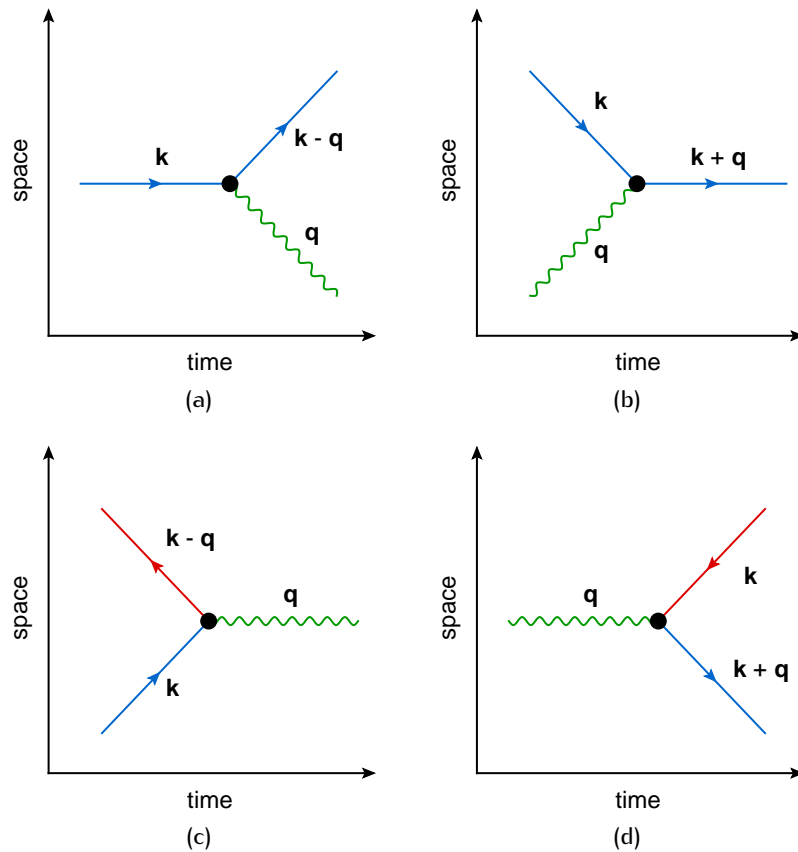 k
k - q
q
space
time
(a)
k
k + q
q
space
time
(b)
k - q
q
k
space
time
(c)
q
k
k + q
space
time
(d)